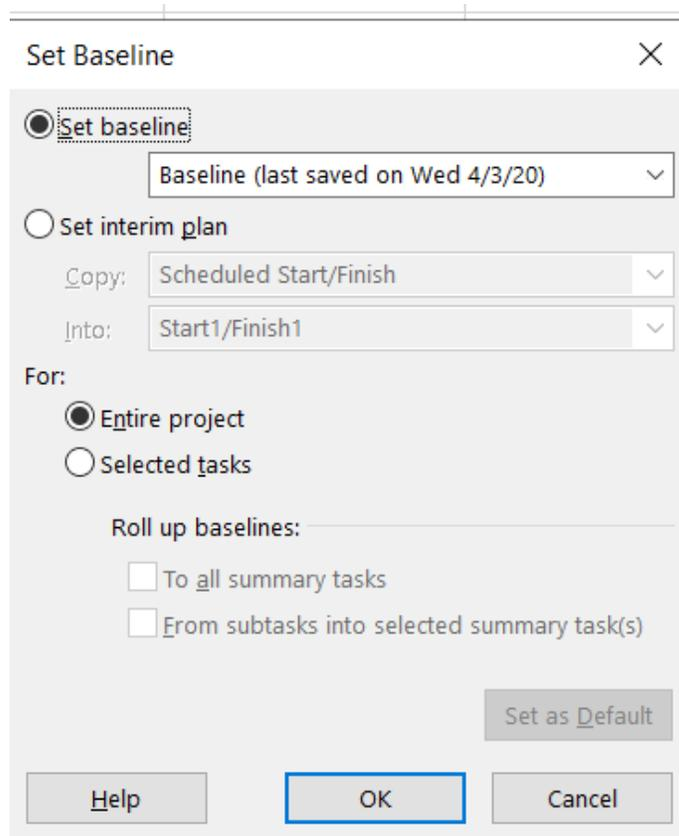 Set Baseline
Set baseline
Baseline (last saved on Wed 4/3/20)
Set interim plan
Copy: Scheduled Start/Finish
Into: Start1/Finish1
For:
Entire project
Selected tasks
Roll up baselines:
To all summary tasks
From subtasks into selected summary task(s)
Set as Default
Help OK Cancel